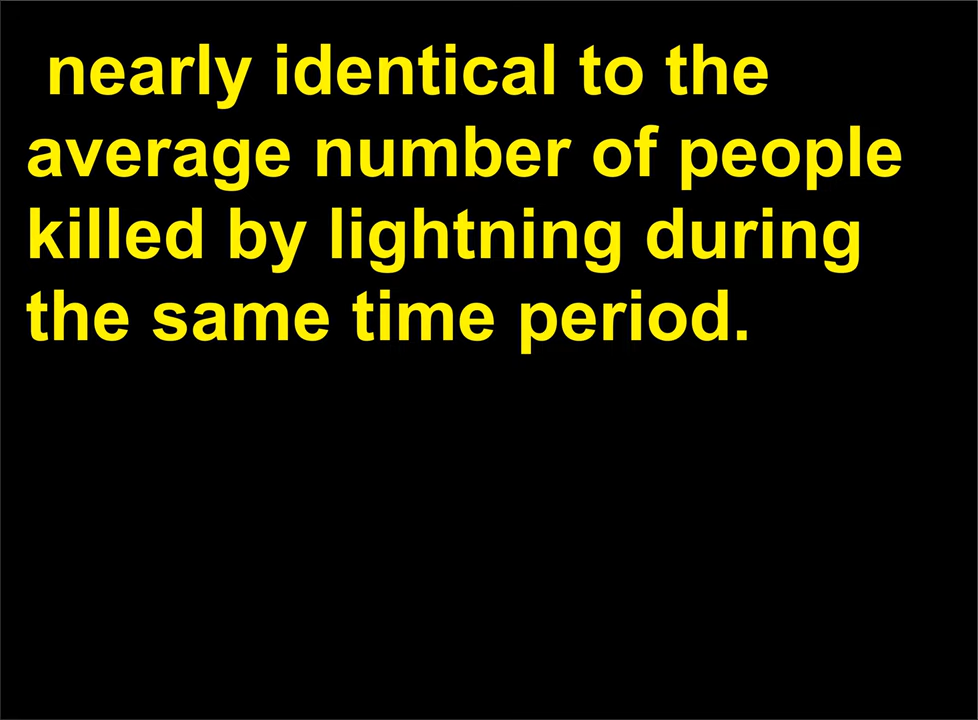 nearly identical to the
average number of people
killed by lightning during
the same time period.